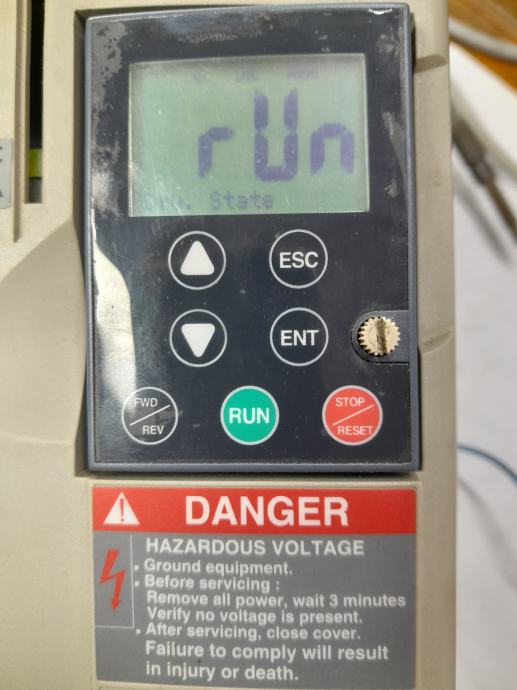 rUn
Drv. State
ESC
ENT
FWD
REV
RUN
STOP
RESET
DANGER
HAZARDOUS VOLTAGE
• Ground equipment.
• Before servicing :
Remove all power, wait 3 minutes
Verify no voltage is present.
• After servicing, close cover.
Failure to comply will result
in injury or death.